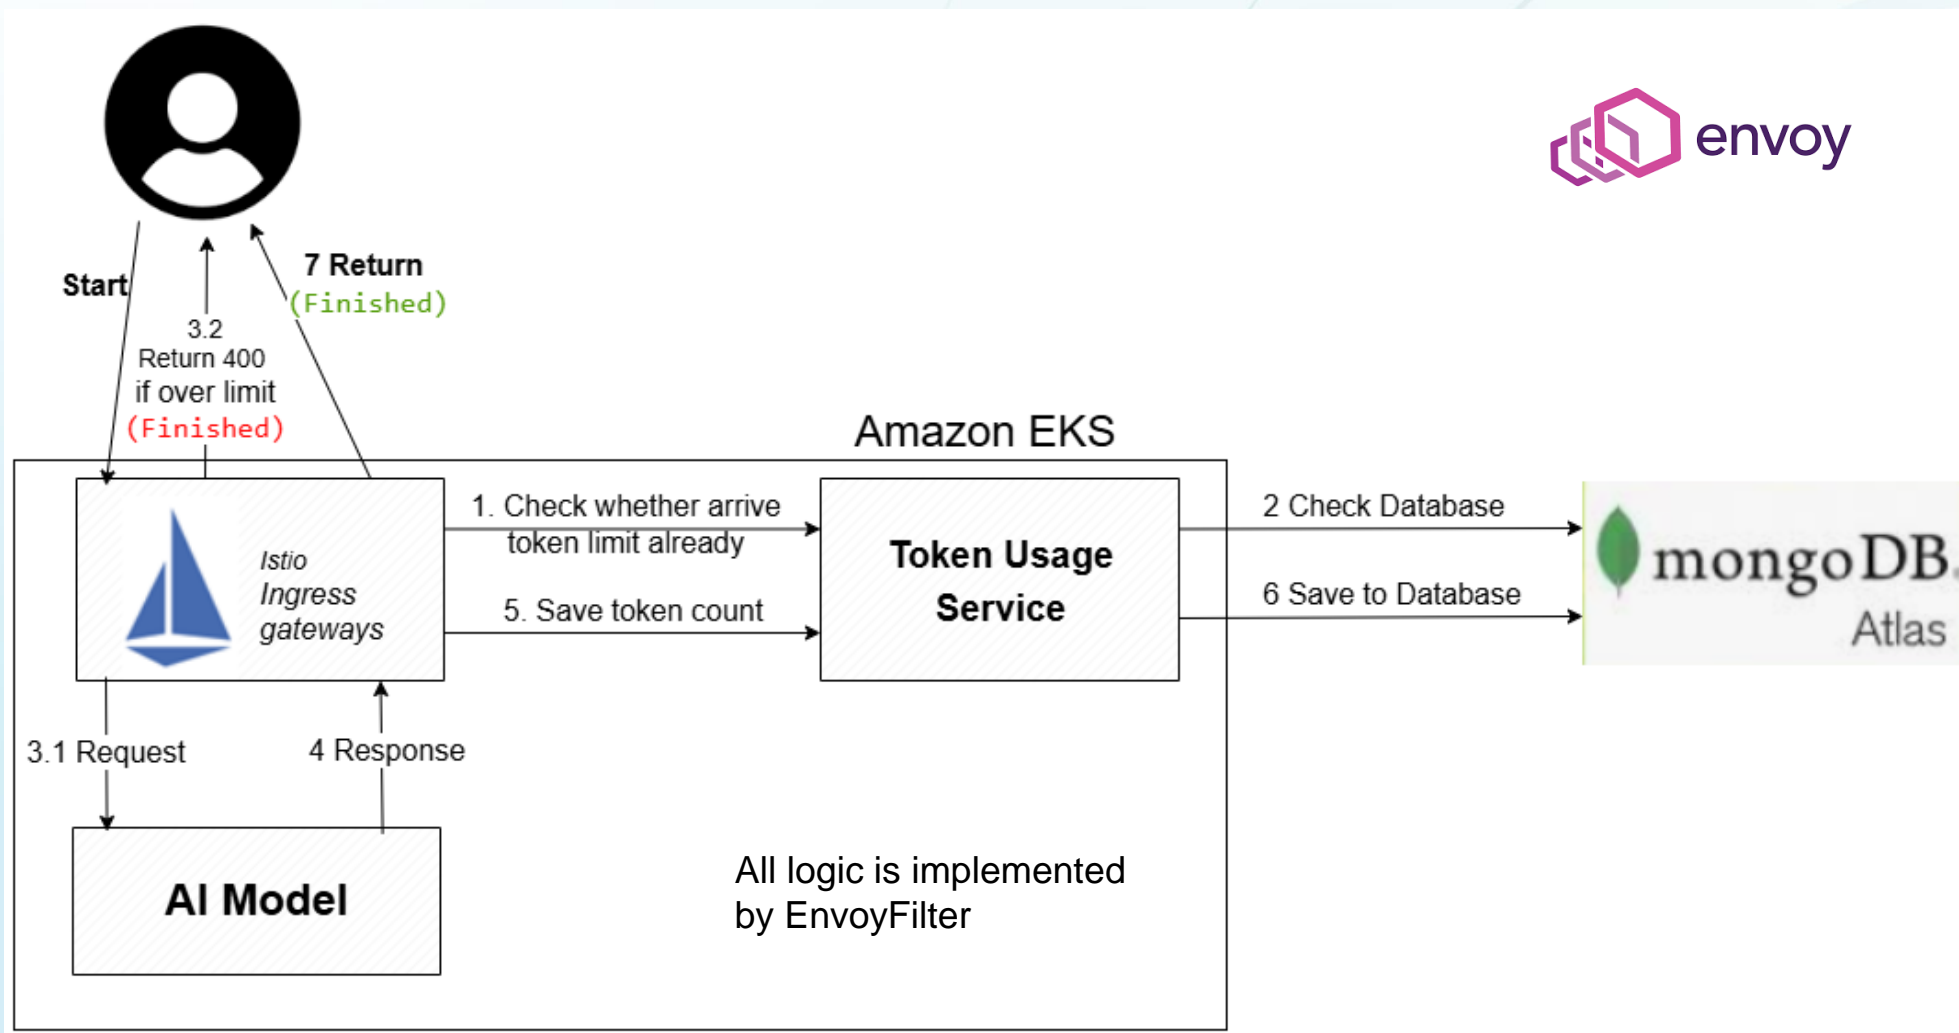 envoy
Start
7 Return
(Finished)
3.2
Return 400
if over limit
(Finished)
Amazon EKS
Istio
Ingress
gateways
1. Check whether arrive
token limit already
5. Save token count
Token Usage
Service
2 Check Database
6 Save to Database
mongoDB.
Atlas
3.1 Request
4 Response
AI Model
All logic is implemented
by EnvoyFilter